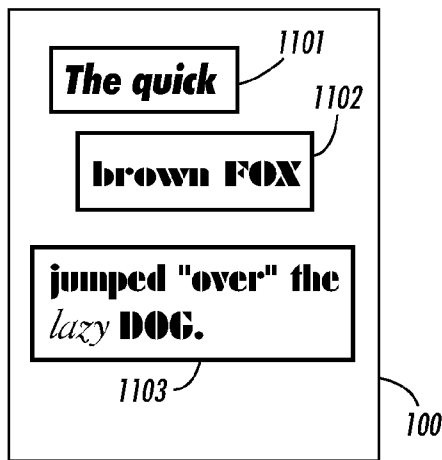 1101
The quick
1102
brown FOX
jumped "over" the
lazy DOG.
1103
100